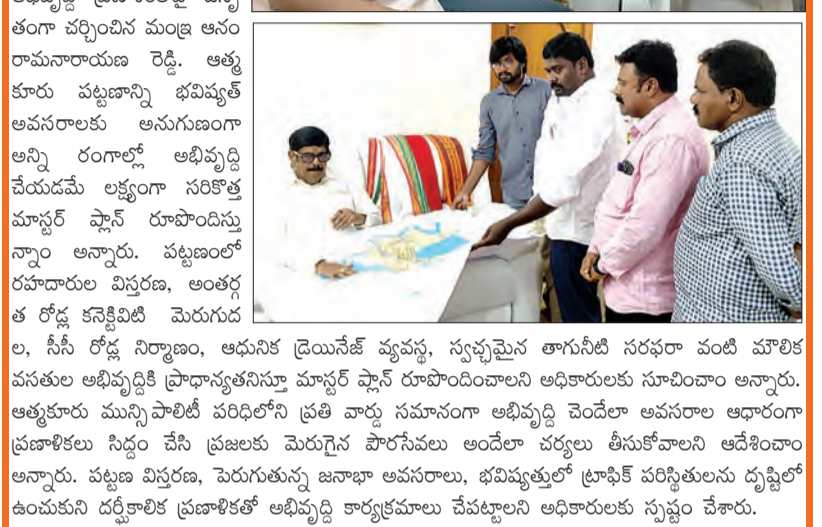 తంగా చర్చించిన మంత్రి ఆనం
రామనారాయణ రెడ్డి. ఆత్మ
కూరు పట్టణాన్ని భవిష్యత్
అవసరాలకు అనుగుణంగా
అన్ని రంగాల్లో అభివృద్ది
చేయడమే లక్ష్యంగా సరికొత్త
మాస్టర్ ప్లాన్ రూపొందిస్తు
న్నాం అన్నారు. పట్టణంలో
రహదారుల విస్తరణ, అంతర్గ
త రోడ్ల కనెక్టివిటి మెరుగుద
ల, సీసీ రోడ్ల నిర్మాణం, ఆధునిక డ్రెయినేజ్ వ్యవస్థ, స్వచ్ఛమైన తాగునీటి సరఫరా వంటి మౌలిక
వసతుల అభివృద్దికి ప్రాధాన్యతనిస్తూ మాస్టర్ ప్లాన్ రూపొందించాలని అధికారులకు సూచించాం అన్నారు.
ఆత్మకూరు మున్సిపాలిటీ పరిధిలోని ప్రతి వార్డు సమానంగా అభివృద్ది చెందేలా అవసరాల ఆధారంగా
ప్రణాళికలు సిద్దం చేసి ప్రజలకు మెరుగైన పౌరసేవలు అందేలా చర్యలు తీసుకోవాలని ఆదేశించాం
అన్నారు. పట్టణ విస్తరణ, పెరుగుతున్న జనాభా అవసరాలు, భవిష్యత్తులో ట్రాఫిక్ పరిస్థితులను దృష్టిలో
ఉంచుకుని దర్ఘీకాలిక ప్రణాళికతో అభివృద్ది కార్యక్రమాలు చేపట్టాలని అధికారులకు స్పష్టం చేశారు.